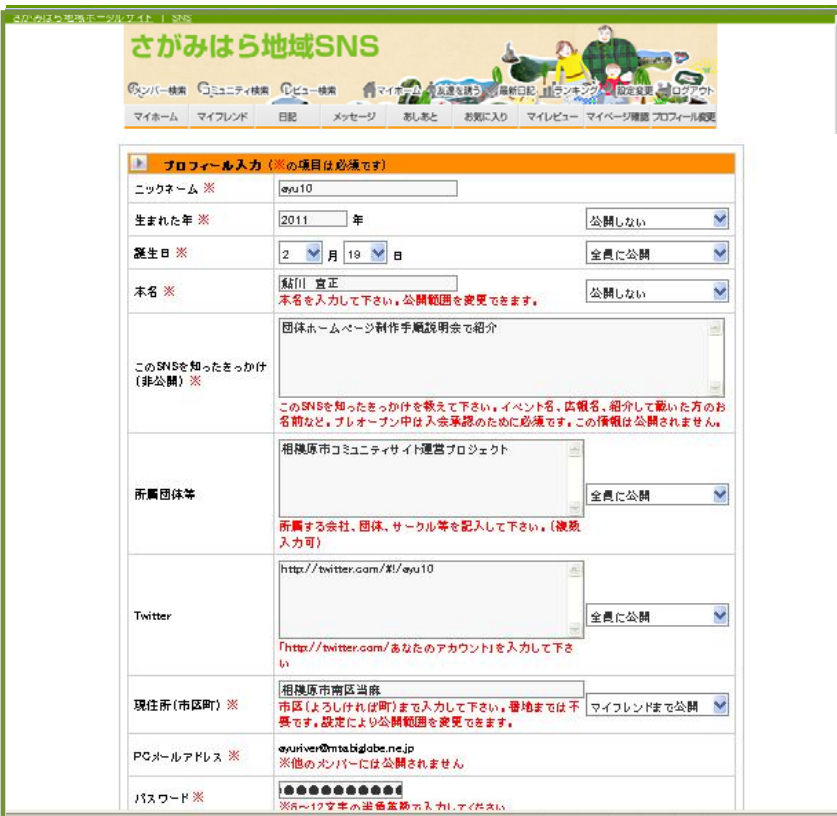 さがみはら地域ポータルサイト | SNS
さがみはら地域SNS
メンバー検索 コミュニティ検索 レビュー検索 マイホーム 友達を誘う 最新日記 ランキング 設定変更 ログアウト
マイホーム マイフレンド 日記 メッセージ あしあと お気に入り マイレビュー マイページ確認 プロフィール変更
プロフィール入力（※の項目は必須です）
ニックネーム ※ ayu10
生まれた年 ※ 2011 年 公開しない
誕生日 ※ 2 月 19 日 全員に公開
本名 ※ 鮎川 宜正 公開しない
本名を入力して下さい。公開範囲を変更できます。
団体ホームページ制作手順説明会で紹介
このSNSを知ったきっかけ
(非公開) ※
このSNSを知ったきっかけを教えて下さい。イベント名、広報名、紹介して戴いた方のお
名前など。プレオープン中は入会承認のために必須です。この情報は公開されません。
相模原市コミュニティサイト運営プロジェクト
所属団体等 全員に公開
所属する会社、団体、サークル等を記入して下さい。(複数
入力可)
http://twitter.com/#!/ayu10
Twitter 全員に公開
「http://twitter.com/あなたのアカウント」を入力して下さ
い
相模原市南区当麻
現住所(市区町) ※ マイフレンドまで公開
市区(よろしければ町)まで入力して下さい。番地までは不
要です。設定により公開範囲を変更できます。
PCメールアドレス ※ ayuriver@mta.biglobe.ne.jp
※他のメンバーには公開されません
パスワード ※ ●●●●●●●●●●
※6～12文字の半角英数で入力してください